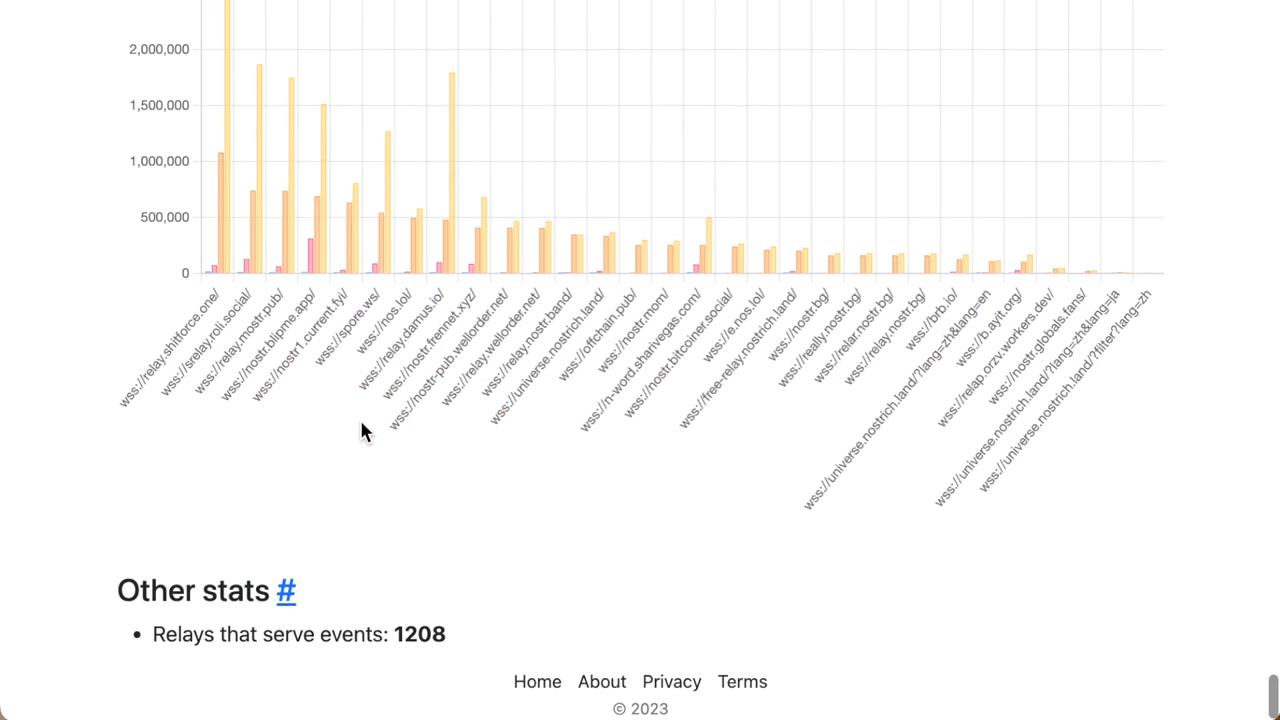 2,000,000
1,500,000
1,000,000
500,000
0
wss://relay.shitforce.one/
wss://srelay.roli.social/
wss://relay.mostr.pub/
wss://nostr.blipme.app/
wss://nostr1.current.fyi/
wss://spore.ws/
wss://nos.lol/
wss://relay.damus.io/
wss://nostr.frennet.xyz/
wss://nostr-pub.wellorder.net/
wss://relay.wellorder.net/
wss://relay.nostr.band/
wss://universe.nostrich.land/
wss://offchain.pub/
wss://nostr.mom/
wss://n-word.sharivegas.com/
wss://nostr.bitcoiner.social/
wss://e.nos.lol/
wss://free-relay.nostrich.land/
wss://nostr.bg/
wss://really.nostr.bg/
wss://relar.nostr.bg/
wss://relay.nostr.bg/
wss://brb.io/
wss://universe.nostrich.land/?lang=zh&lang=en
wss://b.ayit.org/
wss://relap.orzv.workers.dev/
wss://nostr.globals.fans/
wss://universe.nostrich.land/?lang=zh&lang=ja
wss://universe.nostrich.land/?filter?lang=zh
Other stats #
• Relays that serve events: 1208
Home About Privacy Terms
© 2023